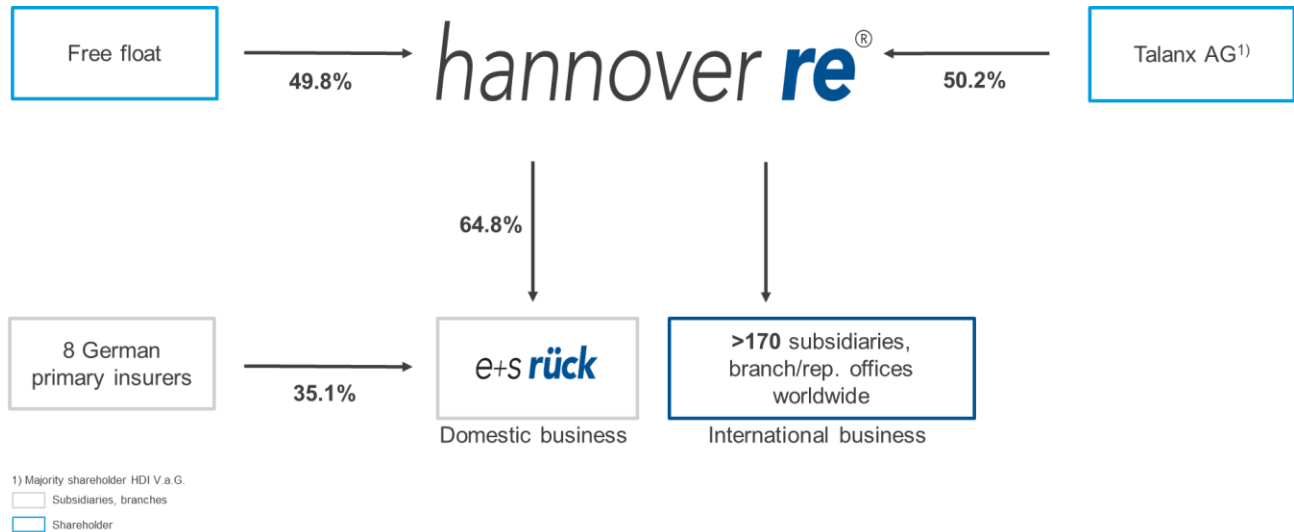 Free float
49.8%
hannover re®
50.2%
Talanx AG1)
64.8%
8 German
primary insurers
35.1%
e+s rück
Domestic business
>170 subsidiaries,
branch/rep. offices
worldwide
International business
1) Majority shareholder HDI V.a.G.
Subsidiaries, branches
Shareholder